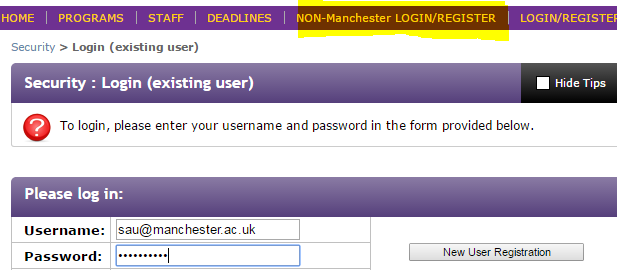 HOME | PROGRAMS | STAFF | DEADLINES | NON-Manchester LOGIN/REGISTER | LOGIN/REGISTER
Security > Login (existing user)
Security : Login (existing user)
Hide Tips
? To login, please enter your username and password in the form provided below.
Please log in:
Username: sau@manchester.ac.uk
Password: ••••••••••
New User Registration